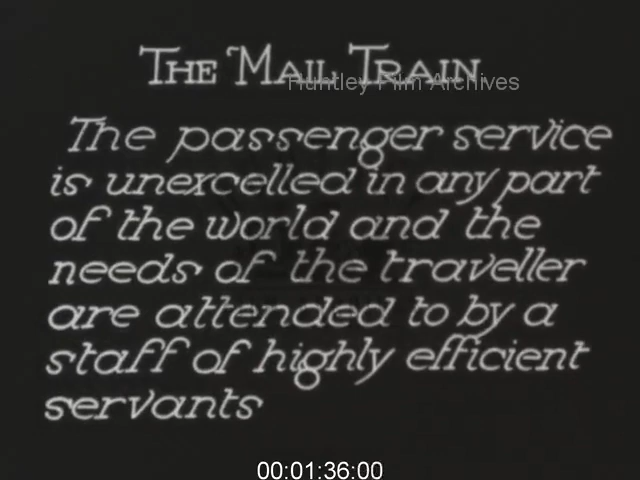 THE MAIL TRAIN
Huntley Film Archives
The passenger service
is unexcelled in any part
of the world and the
needs of the traveller
are attended to by a
staff of highly efficient
servants
00:01:36:00